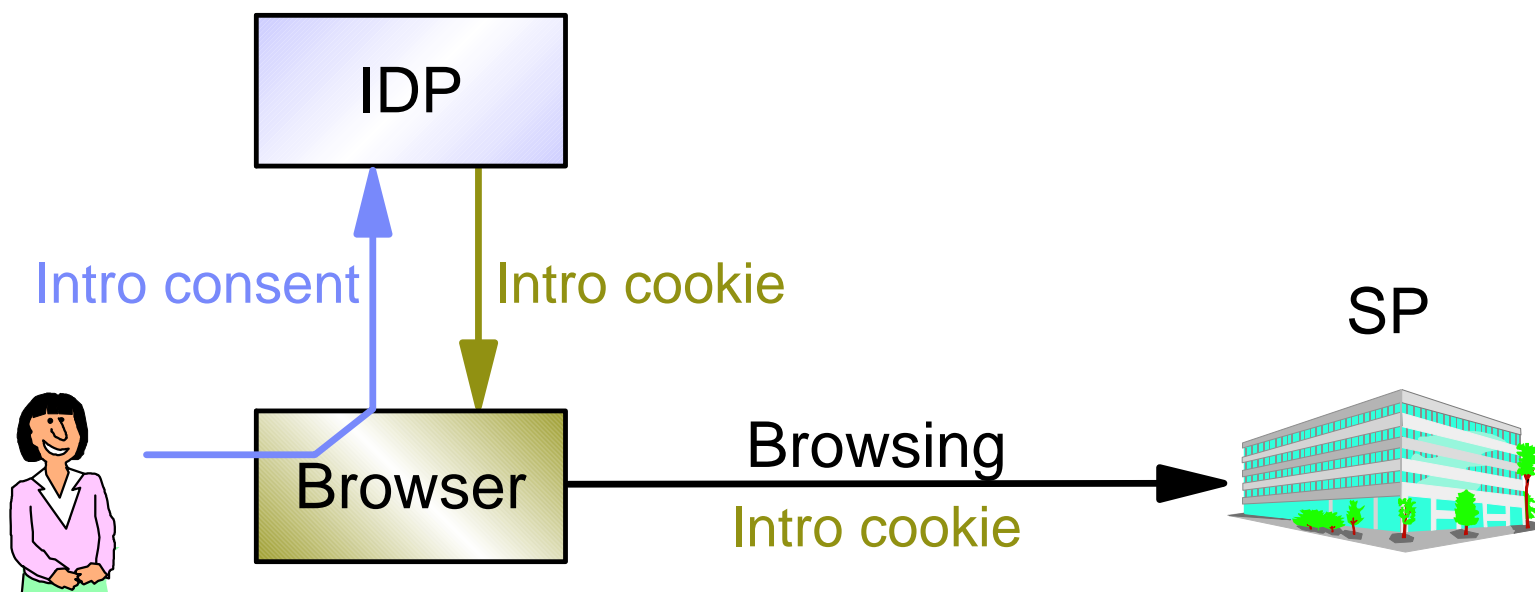 IDP
Intro consent
Intro cookie
SP
Browser
Browsing
Intro cookie